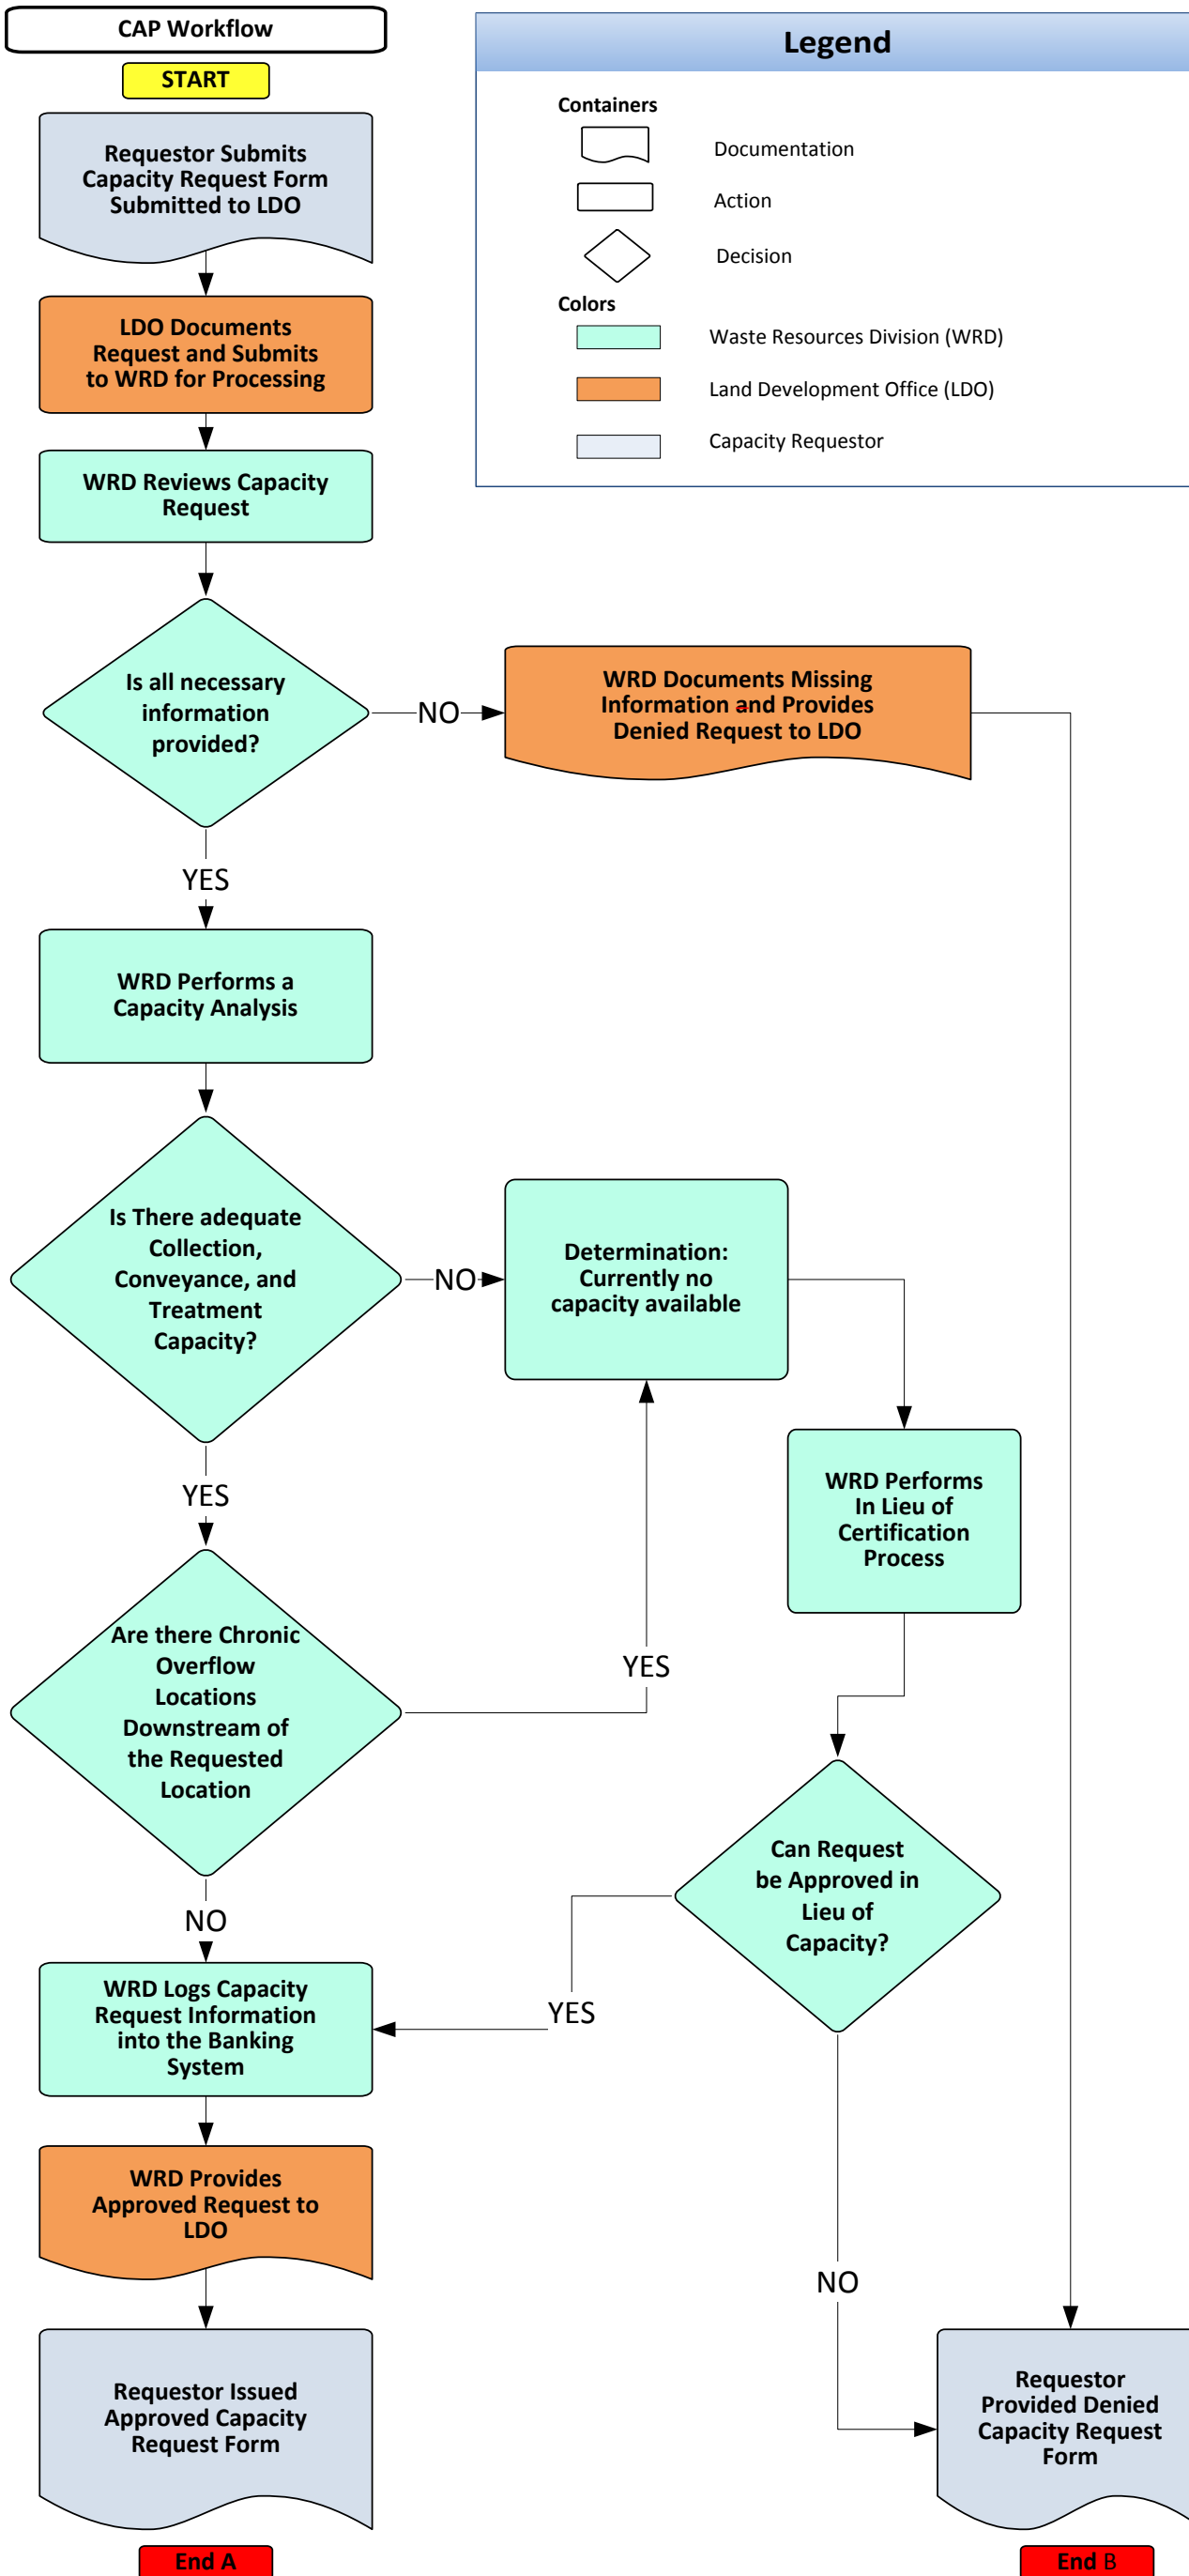 CAP Workflow
START
Legend
Containers
Documentation
Action
Decision
Colors
Waste Resources Division (WRD)
Land Development Office (LDO)
Capacity Requestor
Requestor Submits
Capacity Request Form
Submitted to LDO
LDO Documents
Request and Submits
to WRD for Processing
WRD Reviews Capacity
Request
Is all necessary
information
provided?
NO
WRD Documents Missing
Information and Provides
Denied Request to LDO
YES
WRD Performs a
Capacity Analysis
Is There adequate
Collection,
Conveyance, and
Treatment
Capacity?
NO
Determination:
Currently no
capacity available
YES
WRD Performs
In Lieu of
Certification
Process
Are there Chronic
Overflow
Locations
Downstream of
the Requested
Location
YES
Can Request
be Approved in
Lieu of
Capacity?
NO
YES
WRD Logs Capacity
Request Information
into the Banking
System
WRD Provides
Approved Request to
LDO
NO
Requestor Issued
Approved Capacity
Request Form
Requestor
Provided Denied
Capacity Request
Form
End A
End B